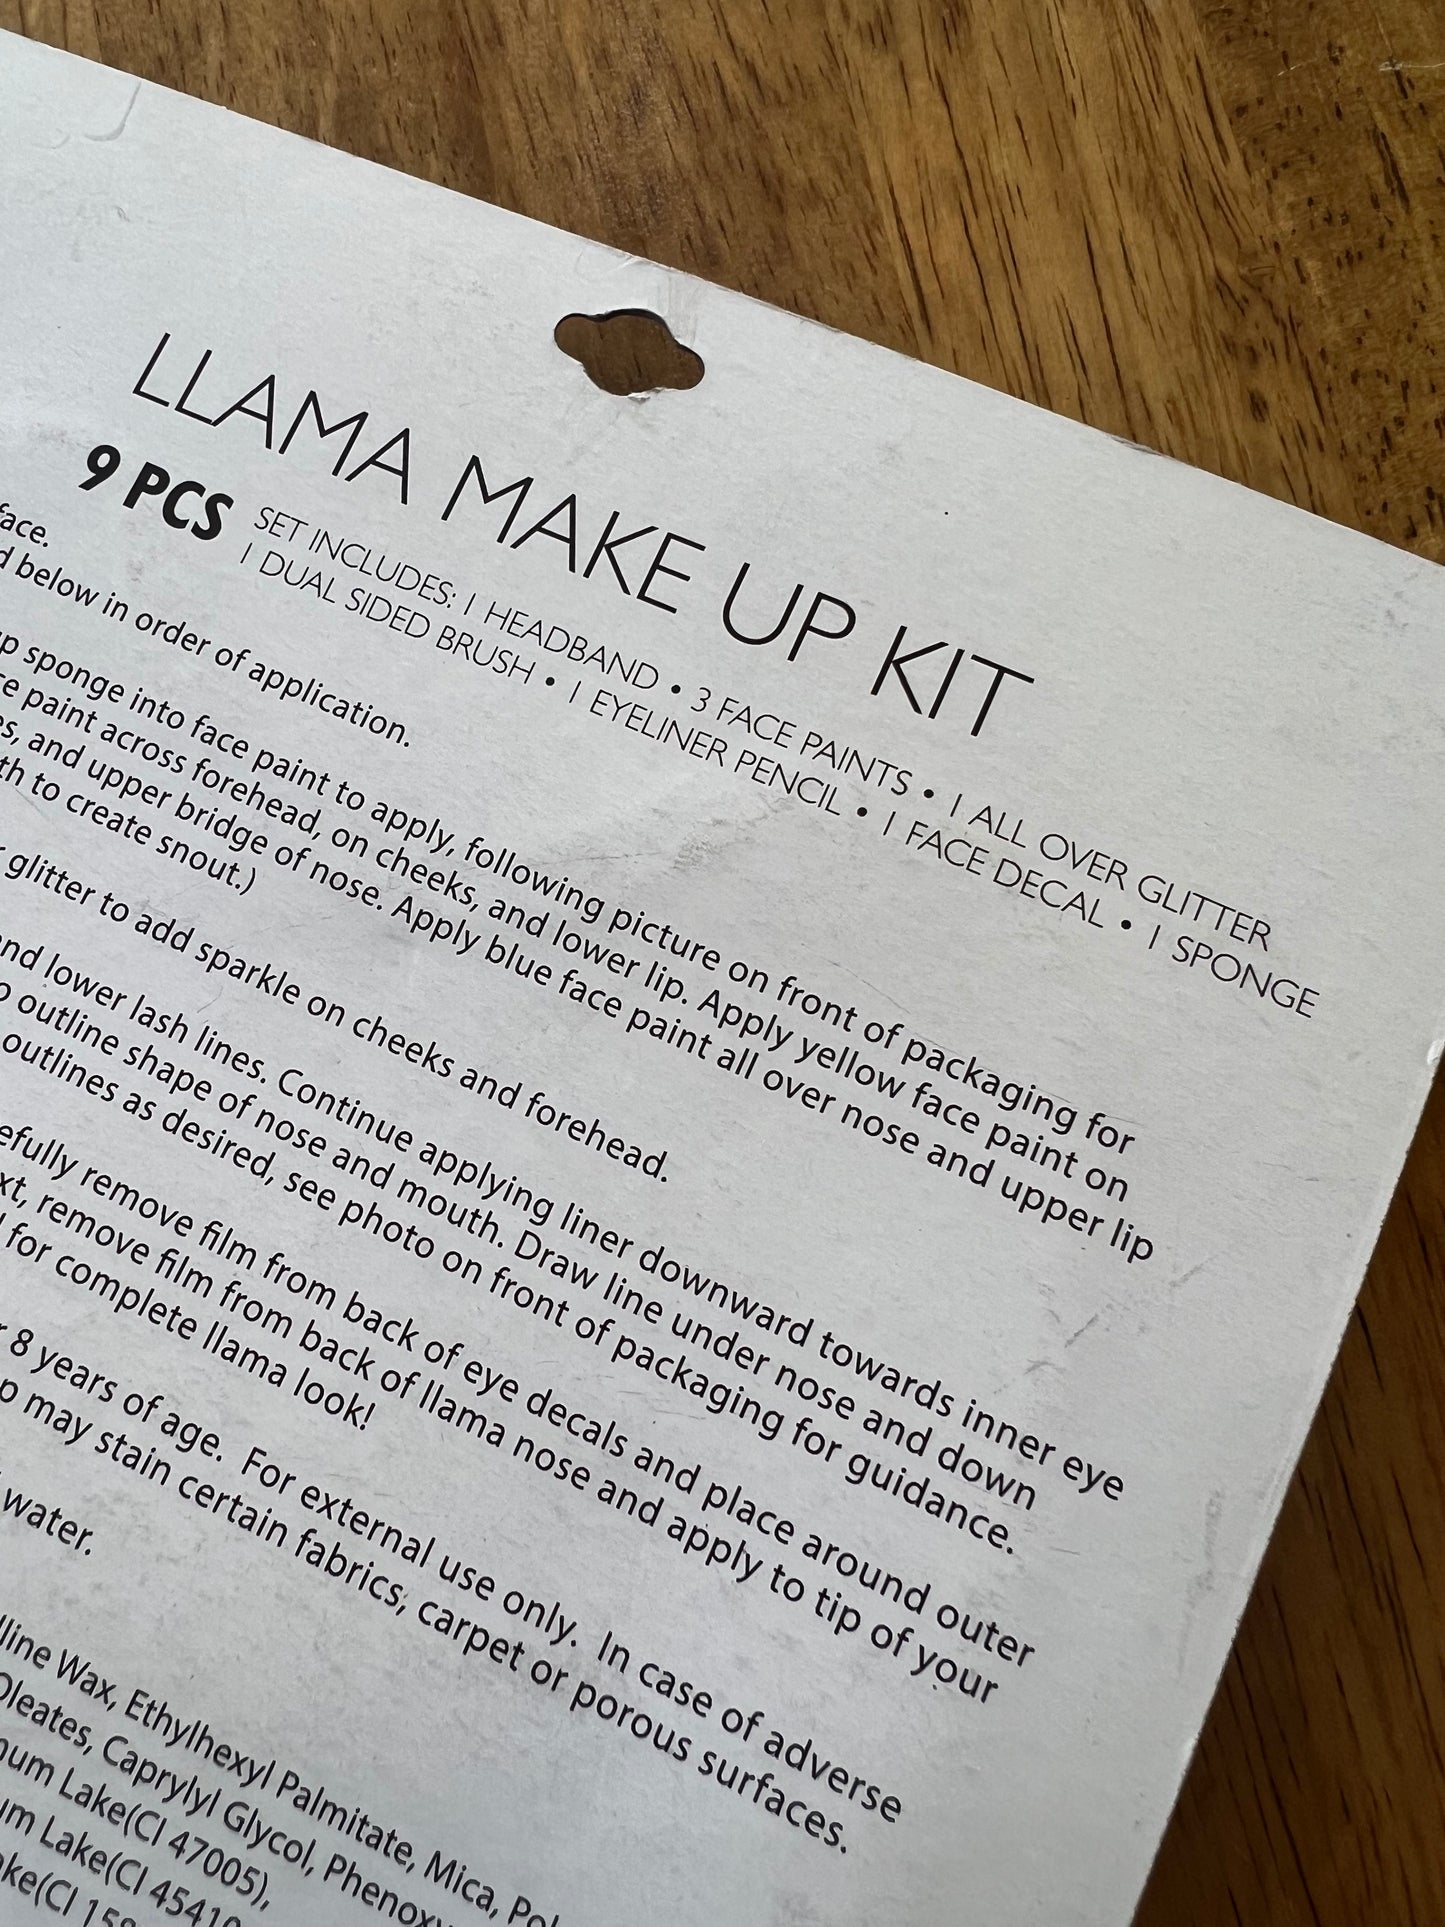 LLAMA MAKE UP KIT
9 PCS
SET INCLUDES: 1 HEADBAND • 3 FACE PAINTS • 1 ALL OVER GLITTER
1 DUAL SIDED BRUSH • 1 EYELINER PENCIL • 1 FACE DECAL • 1 SPONGE
face.
below in order of application.
sponge into face paint to apply, following picture on front of packaging for
paint across forehead, on cheeks, and lower lip. Apply yellow face paint on
and upper bridge of nose. Apply blue face paint all over nose and upper lip
to create snout.)
glitter to add sparkle on cheeks and forehead.
and lower lash lines. Continue applying liner downward towards inner eye
outline shape of nose and mouth. Draw line under nose and down
outlines as desired, see photo on front of packaging for guidance.
remove film from back of eye decals and place around outer
remove film from back of llama nose and apply to tip of your
for complete llama look!
8 years of age. For external use only. In case of adverse
may stain certain fabrics, carpet or porous surfaces.
water.
Wax, Ethylhexyl Palmitate, Mica,
Oleates, Caprylyl Glycol,
Lake(CI 47005),
Lake(CI 45410